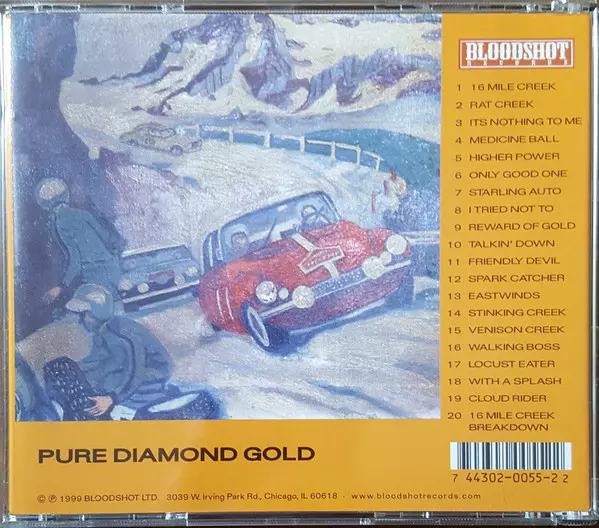 BLOODSHOT
RECORDS
1 16 MILE CREEK
2 RAT CREEK
3 ITS NOTHING TO ME
4 MEDICINE BALL
5 HIGHER POWER
6 ONLY GOOD ONE
7 STARLING AUTO
8 I TRIED NOT TO
9 REWARD OF GOLD
10 TALKIN' DOWN
11 FRIENDLY DEVIL
12 SPARK CATCHER
13 EASTWINDS
14 STINKING CREEK
15 VENISON CREEK
16 WALKING BOSS
17 LOCUST EATER
18 WITH A SPLASH
19 CLOUD RIDER
20 16 MILE CREEK
BREAKDOWN
PURE DIAMOND GOLD
7 44302-0055-2 2
© ℗ 1999 BLOODSHOT LTD. 3039 W. Irving Park Rd., Chicago, IL 60618 · www.bloodshotrecords.com